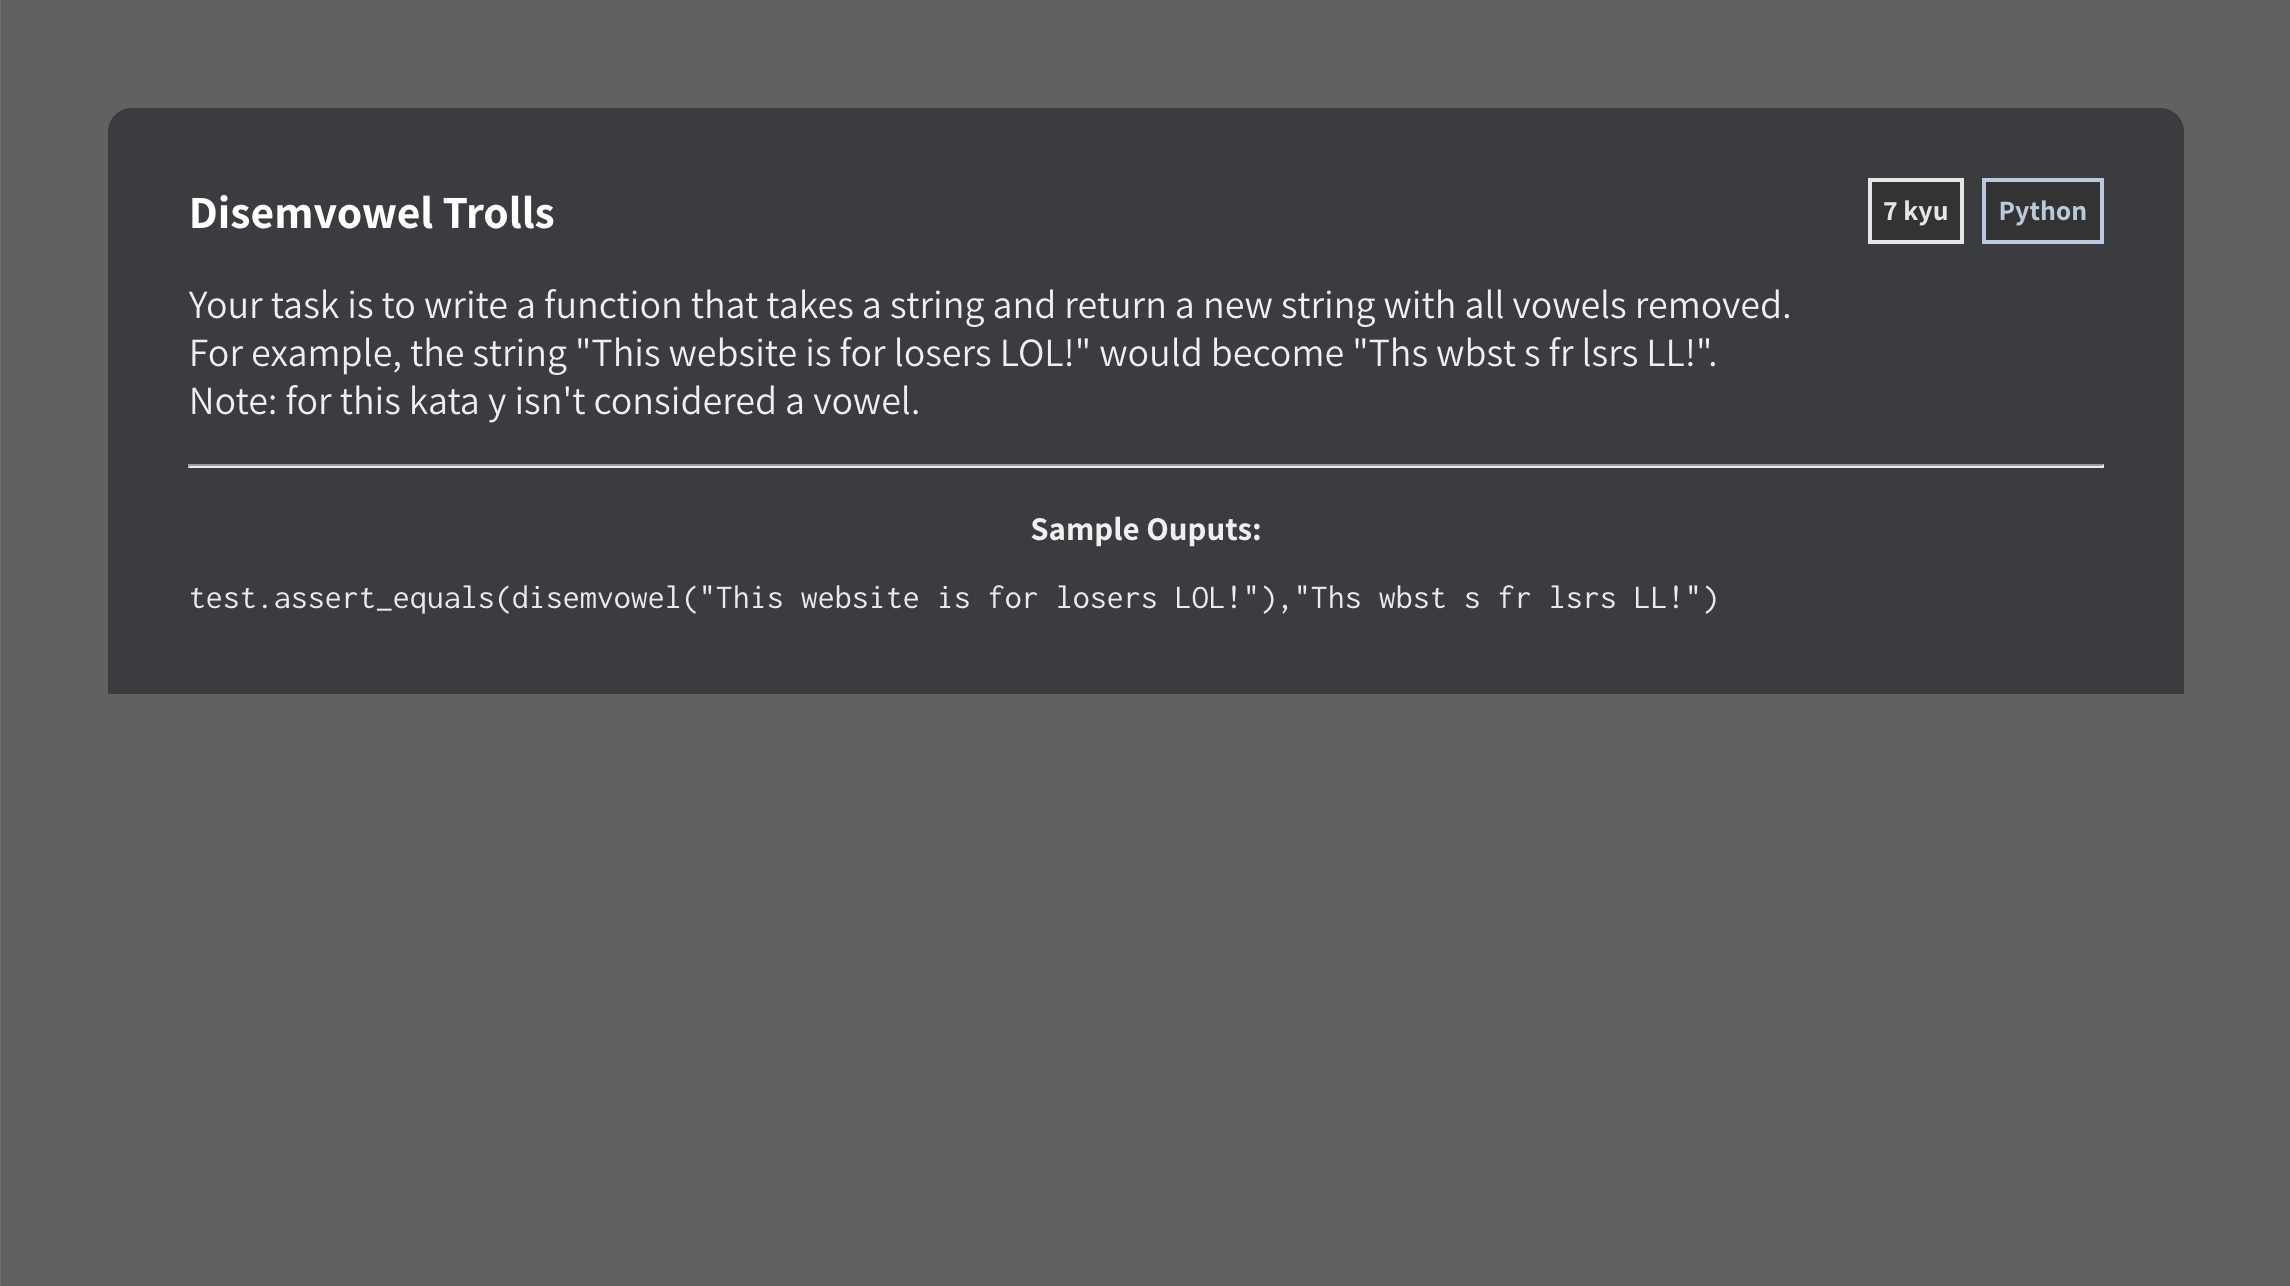 Disemvowel Trolls
7 kyu
Python
Your task is to write a function that takes a string and return a new string with all vowels removed.
For example, the string "This website is for losers LOL!" would become "Ths wbst s fr lsrs LL!".
Note: for this kata y isn't considered a vowel.
Sample Ouputs:
test.assert_equals(disemvowel("This website is for losers LOL!"),"Ths wbst s fr lsrs LL!")